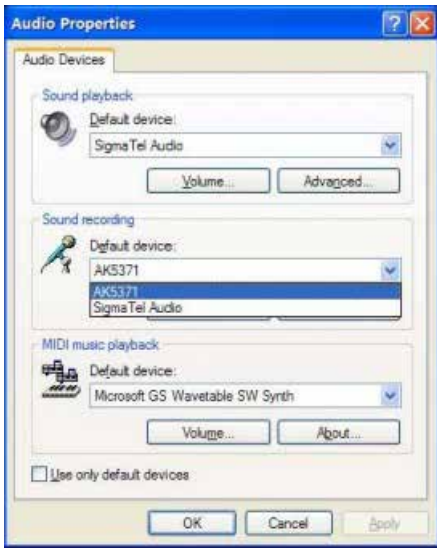 Audio Properties
Audio Devices
Sound playback
Default device:
SigmaTel Audio
Volume...
Advanced...
Sound recording
Default device:
AK5371
AK5371
SigmaTel Audio
MIDI music playback
Default device:
Microsoft GS Wavetable SW Synth
Volume...
About...
Use only default devices
OK
Cancel
Apply